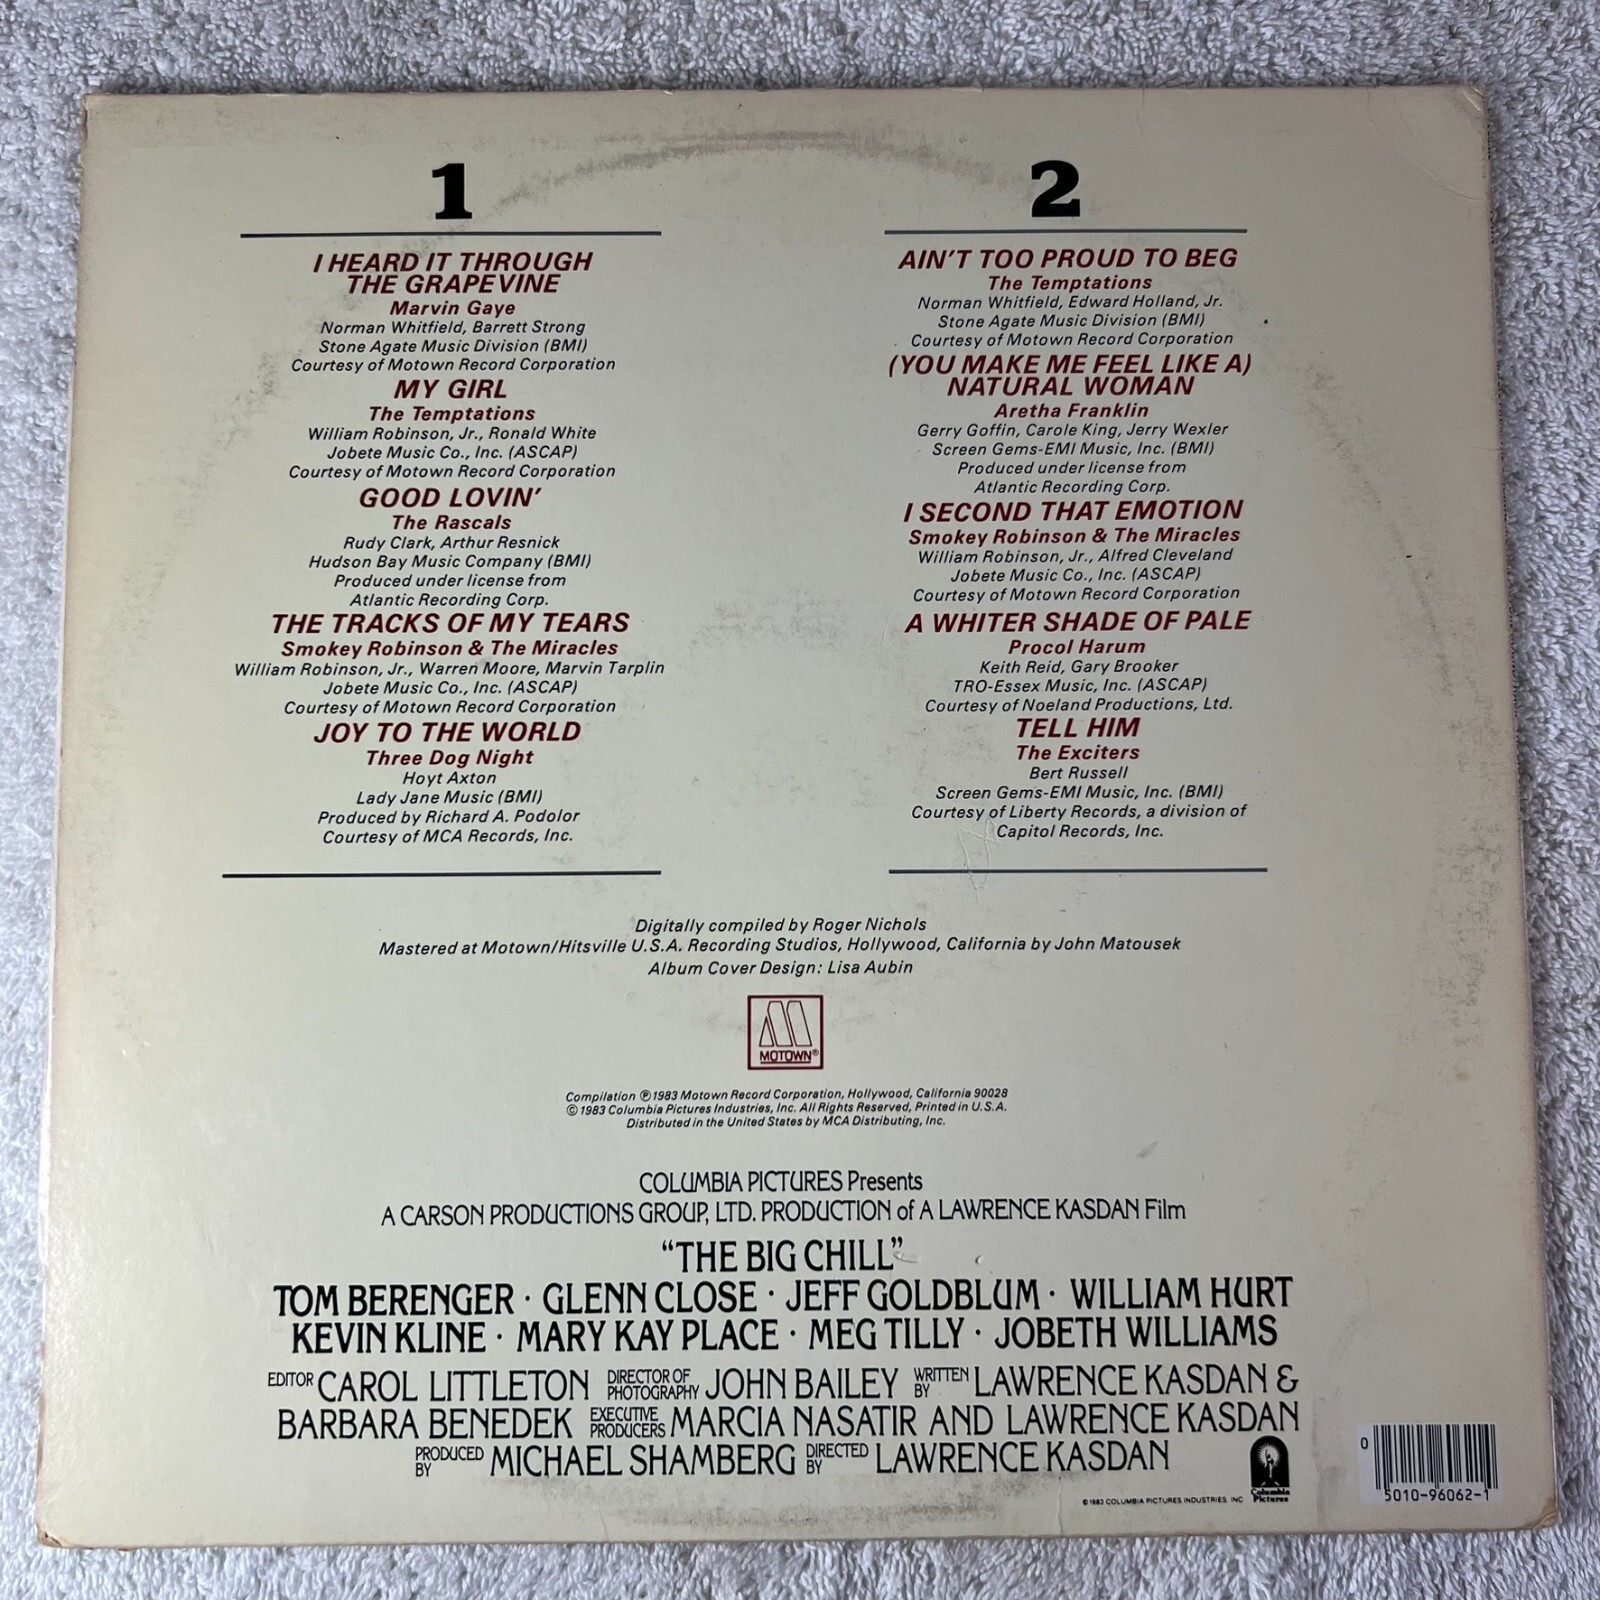 1
I HEARD IT THROUGH
THE GRAPEVINE
Marvin Gaye
Norman Whitfield, Barrett Strong
Stone Agate Music Division (BMI)
Courtesy of Motown Record Corporation
MY GIRL
The Temptations
William Robinson, Jr., Ronald White
Jobete Music Co., Inc. (ASCAP)
Courtesy of Motown Record Corporation
GOOD LOVIN'
The Rascals
Rudy Clark, Arthur Resnick
Hudson Bay Music Company (BMI)
Produced under license from
Atlantic Recording Corp.
THE TRACKS OF MY TEARS
Smokey Robinson & The Miracles
William Robinson, Jr., Warren Moore, Marvin Tarplin
Jobete Music Co., Inc. (ASCAP)
Courtesy of Motown Record Corporation
JOY TO THE WORLD
Three Dog Night
Hoyt Axton
Lady Jane Music (BMI)
Produced by Richard A. Podolor
Courtesy of MCA Records, Inc.
2
AIN'T TOO PROUD TO BEG
The Temptations
Norman Whitfield, Edward Holland, Jr.
Stone Agate Music Division (BMI)
Courtesy of Motown Record Corporation
(YOU MAKE ME FEEL LIKE A)
NATURAL WOMAN
Aretha Franklin
Gerry Goffin, Carole King, Jerry Wexler
Screen Gems-EMI Music, Inc. (BMI)
Produced under license from
Atlantic Recording Corp.
I SECOND THAT EMOTION
Smokey Robinson & The Miracles
William Robinson, Jr., Alfred Cleveland
Jobete Music Co., Inc. (ASCAP)
Courtesy of Motown Record Corporation
A WHITER SHADE OF PALE
Procol Harum
Keith Reid, Gary Brooker
TRO-Essex Music, Inc. (ASCAP)
Courtesy of Noeland Productions, Ltd.
TELL HIM
The Exciters
Bert Russell
Screen Gems-EMI Music, Inc. (BMI)
Courtesy of Liberty Records, a division of
Capitol Records, Inc.
Digitally compiled by Roger Nichols
Mastered at Motown/Hitsville U.S.A. Recording Studios, Hollywood, California by John Matousek
Album Cover Design: Lisa Aubin
MOTOWN®
Compilation ℗1983 Motown Record Corporation, Hollywood, California 90028
©1983 Columbia Pictures Industries, Inc. All Rights Reserved, Printed in U.S.A.
Distributed in the United States by MCA Distributing, Inc.
COLUMBIA PICTURES Presents
A CARSON PRODUCTIONS GROUP, LTD. PRODUCTION of A LAWRENCE KASDAN Film
"THE BIG CHILL"
TOM BERENGER · GLENN CLOSE · JEFF GOLDBLUM · WILLIAM HURT
KEVIN KLINE · MARY KAY PLACE · MEG TILLY · JOBETH WILLIAMS
EDITOR CAROL LITTLETON DIRECTOR OF PHOTOGRAPHY JOHN BAILEY WRITTEN BY LAWRENCE KASDAN &
BARBARA BENEDEK EXECUTIVE PRODUCERS MARCIA NASATIR AND LAWRENCE KASDAN
PRODUCED BY MICHAEL SHAMBERG DIRECTED BY LAWRENCE KASDAN
©1983 COLUMBIA PICTURES INDUSTRIES, INC.
Columbia
Pictures
0 5010-96062-1